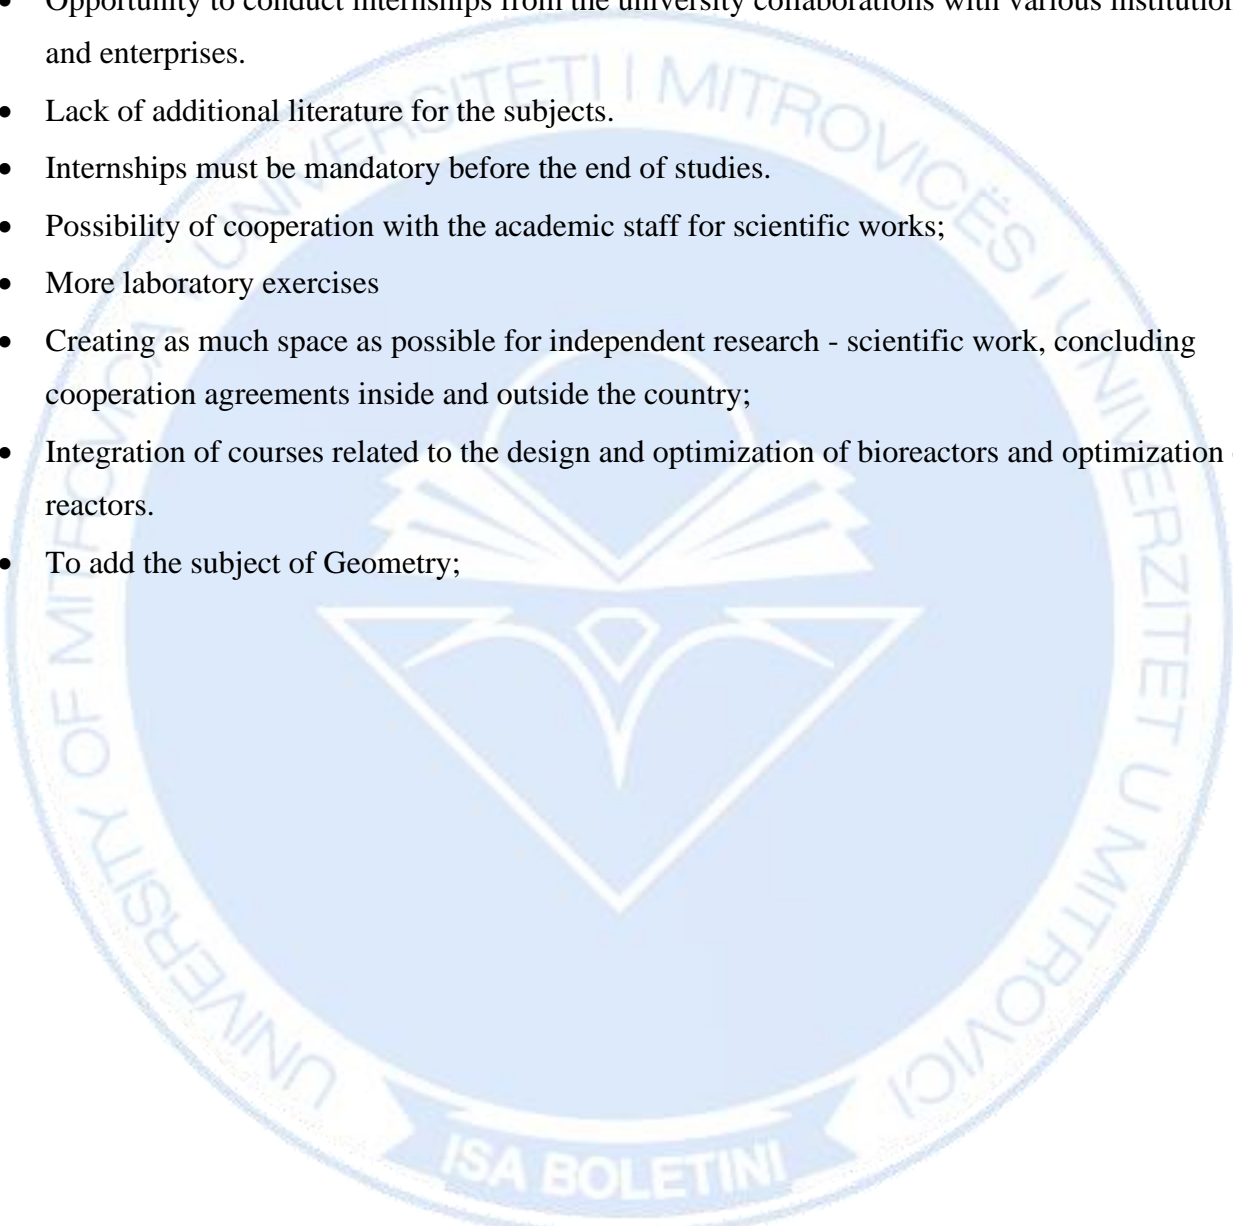 Opportunity to conduct internships from the university collaborations with various institution
and enterprises.
• Lack of additional literature for the subjects.
• Internships must be mandatory before the end of studies.
• Possibility of cooperation with the academic staff for scientific works;
• More laboratory exercises
• Creating as much space as possible for independent research - scientific work, concluding
cooperation agreements inside and outside the country;
• Integration of courses related to the design and optimization of bioreactors and optimization
reactors.
• To add the subject of Geometry;
UNIVERSITETI I MITROVICËS / UNIVERZITET U MITROVICI
UNIVERSITY OF MITROVICA
ISA BOLETINI